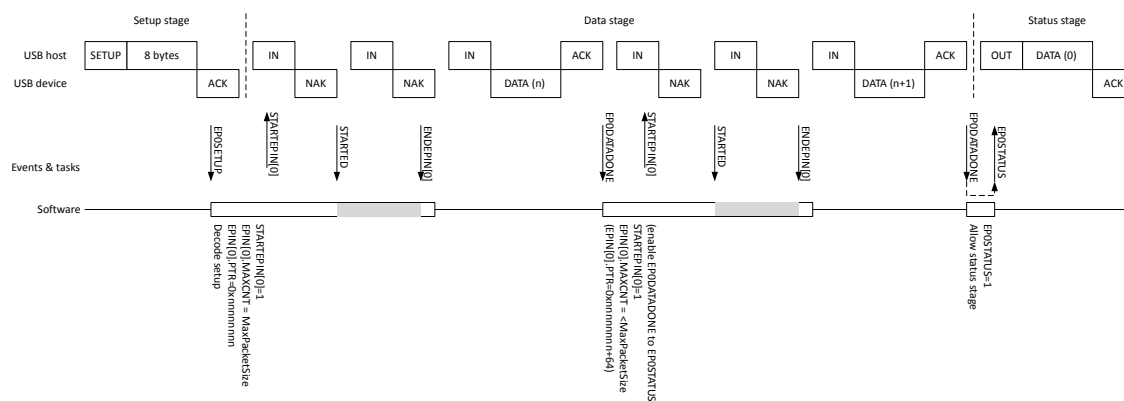 Setup stage
Data stage
Status stage
USB host
SETUP
8 bytes
IN
IN
IN
ACK
IN
IN
IN
ACK
OUT
DATA (0)
USB device
ACK
NAK
NAK
DATA (n)
NAK
NAK
DATA (n+1)
ACK
Events & tasks
EP0SETUP
STARTEPIN[0]
STARTED
ENDEPIN[0]
EP0DATADONE
STARTEPIN[0]
STARTED
ENDEPIN[0]
EP0DATADONE
EP0STATUS
Software
STARTEPIN[0]=1
EPIN[0].MAXCNT = MaxPacketSize
EPIN[0].PTR=0xnnnnnnnn
Decode setup
(enable EP0DATADONE to EP0STATUS
STARTEPIN[0]=1
EPIN[0].MAXCNT = <MaxPacketSize
(EPIN[0].PTR=0xnnnnnnnn+64)
EP0STATUS=1
Allow status stage